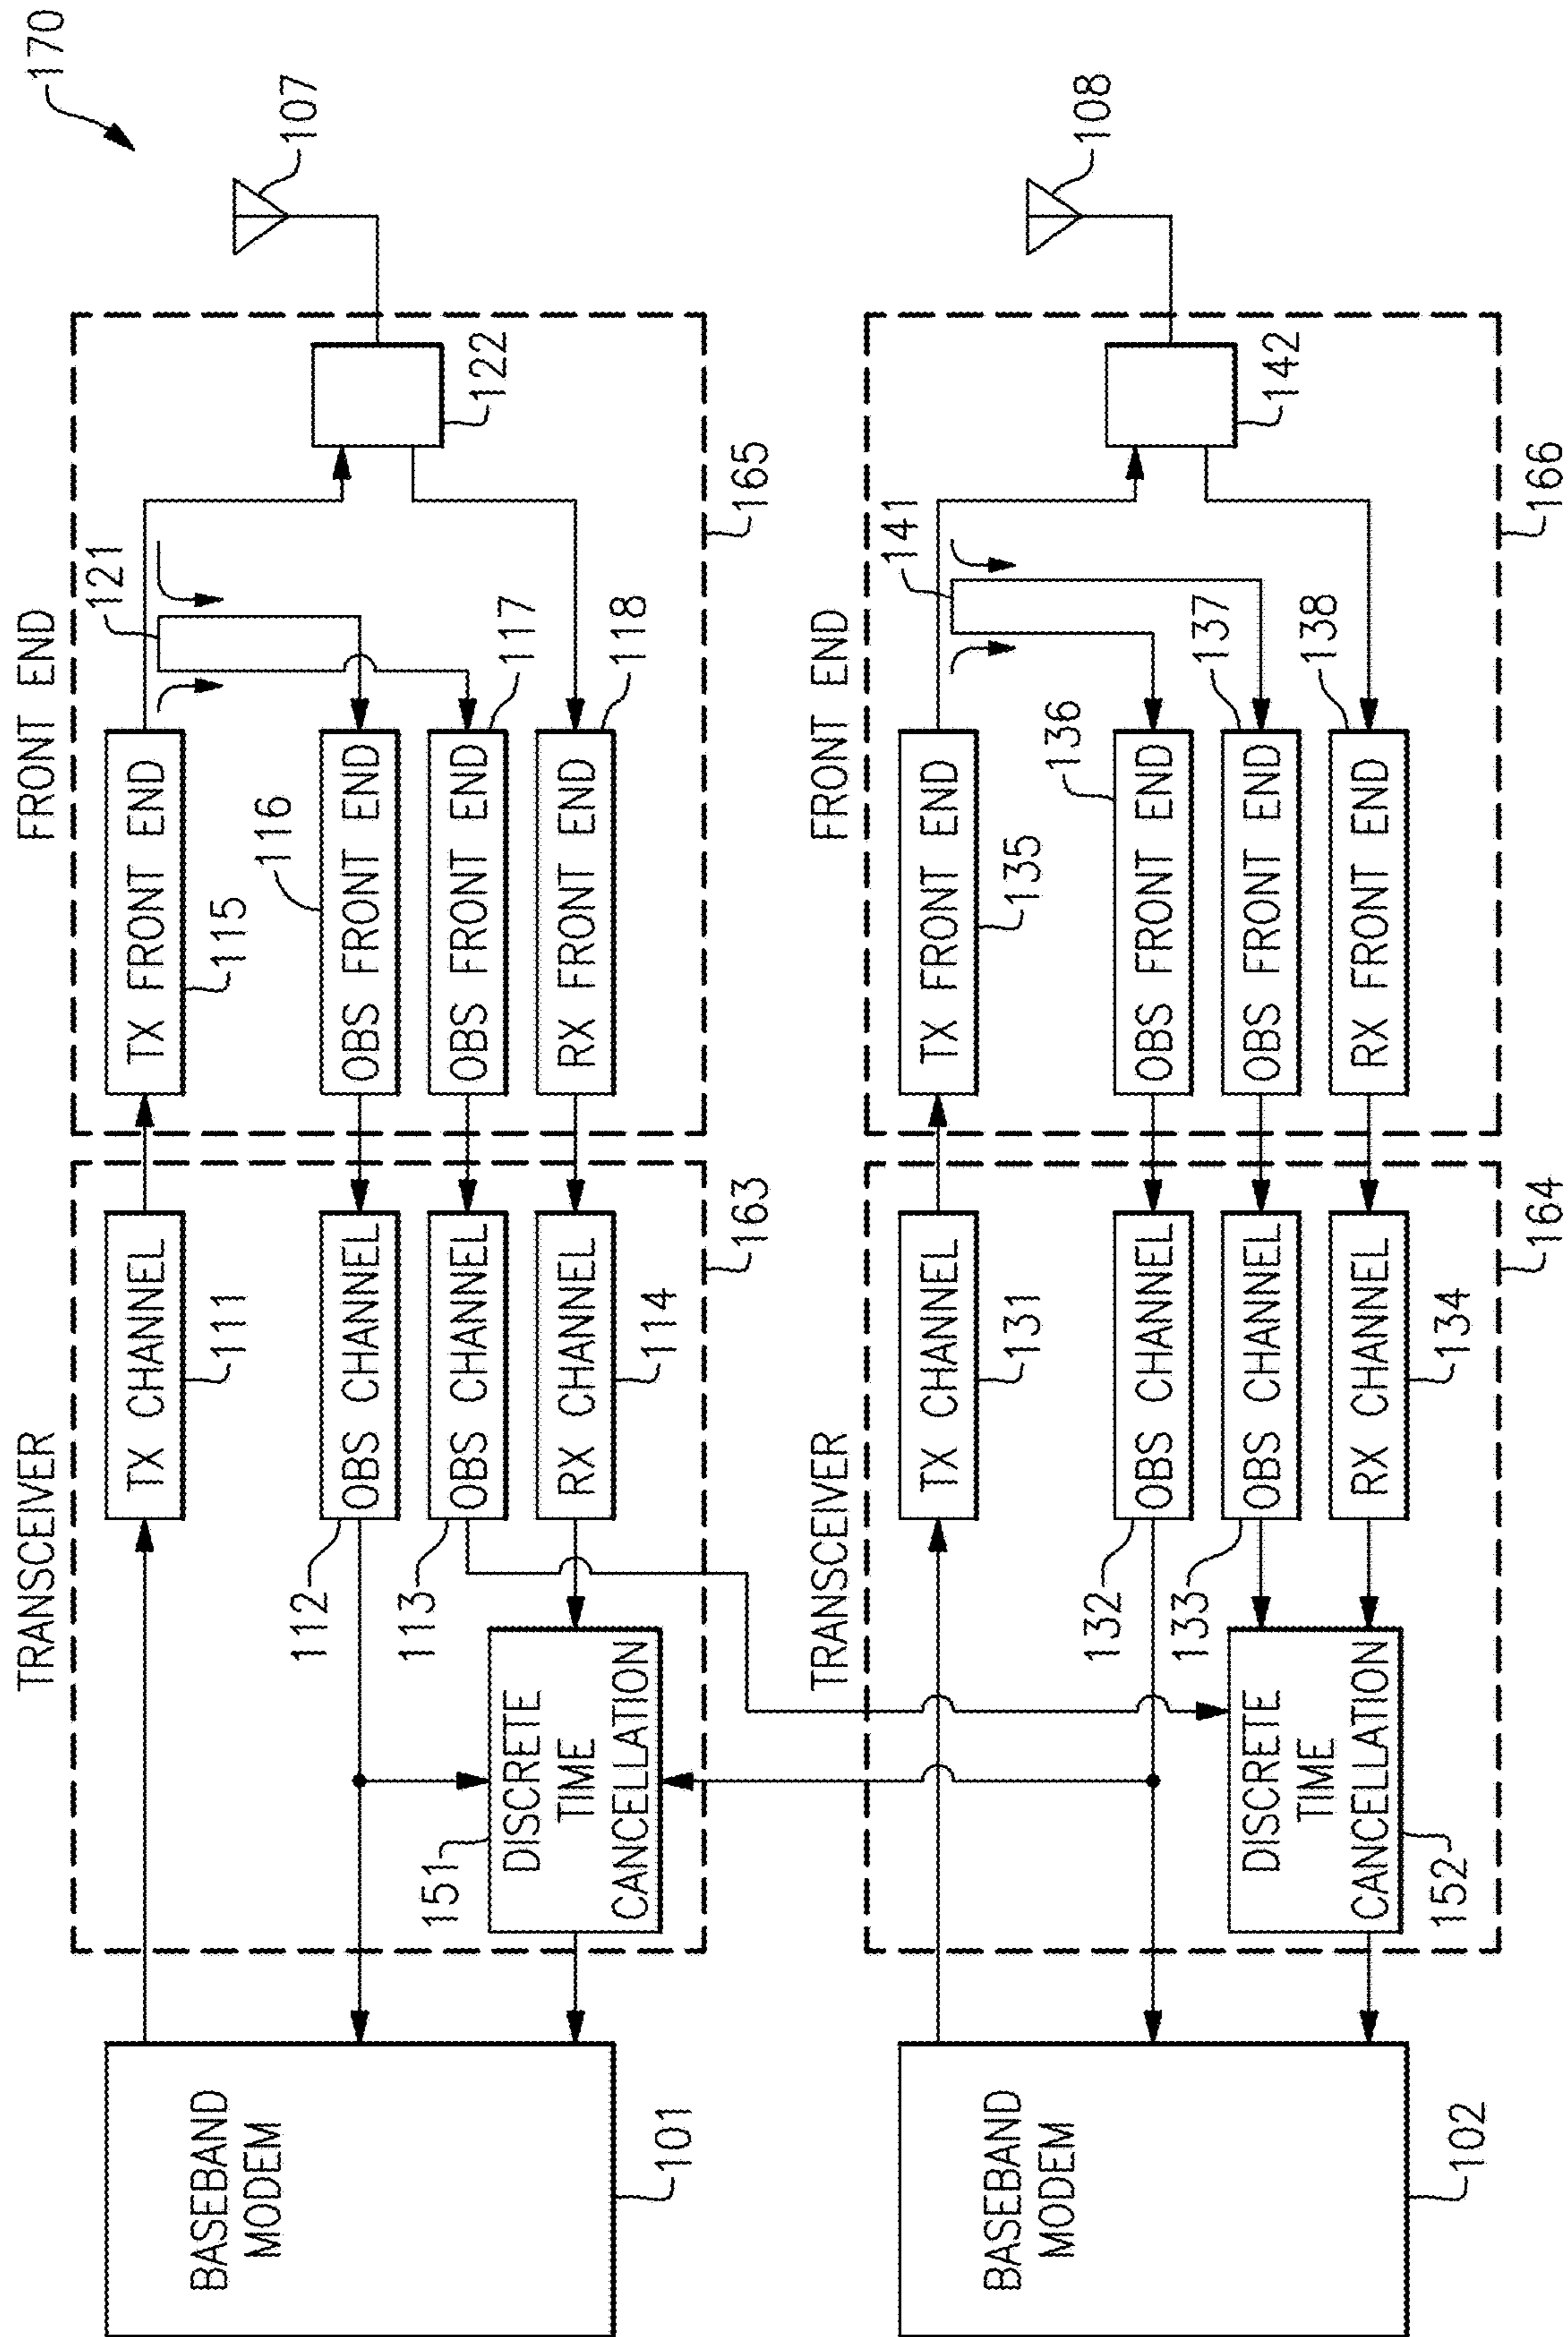 170
TRANSCEIVER
FRONT END
BASEBAND
MODEM
101
TX CHANNEL
111
OBS CHANNEL
112
OBS CHANNEL
113
RX CHANNEL
114
DISCRETE
TIME
CANCELLATION
151
163
TX FRONT END
115
OBS FRONT END
116
OBS FRONT END
117
RX FRONT END
118
121
122
165
107
TRANSCEIVER
FRONT END
BASEBAND
MODEM
102
TX CHANNEL
131
OBS CHANNEL
132
OBS CHANNEL
133
RX CHANNEL
134
DISCRETE
TIME
CANCELLATION
152
164
TX FRONT END
135
OBS FRONT END
136
OBS FRONT END
137
RX FRONT END
138
141
142
166
108